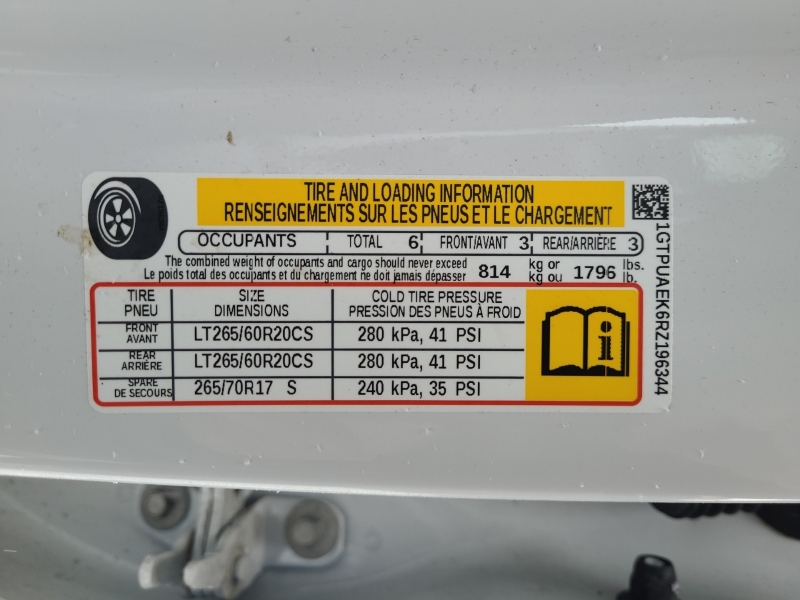 TIRE AND LOADING INFORMATION
RENSEIGNEMENTS SUR LES PNEUS ET LE CHARGEMENT
OCCUPANTS TOTAL 6 FRONT/AVANT 3 REAR/ARRIÈRE 3
The combined weight of occupants and cargo should never exceed 814 kg or 1796 lbs.
Le poids total des occupants et du chargement ne doit jamais dépasser kg ou lb.
TIRE SIZE COLD TIRE PRESSURE
PNEU DIMENSIONS PRESSION DES PNEUS À FROID
FRONT
AVANT LT265/60R20CS 280 kPa, 41 PSI
REAR
ARRIÈRE LT265/60R20CS 280 kPa, 41 PSI
SPARE
DE SECOURS 265/70R17 S 240 kPa, 35 PSI
i
1GTPUAEK6RZ196344